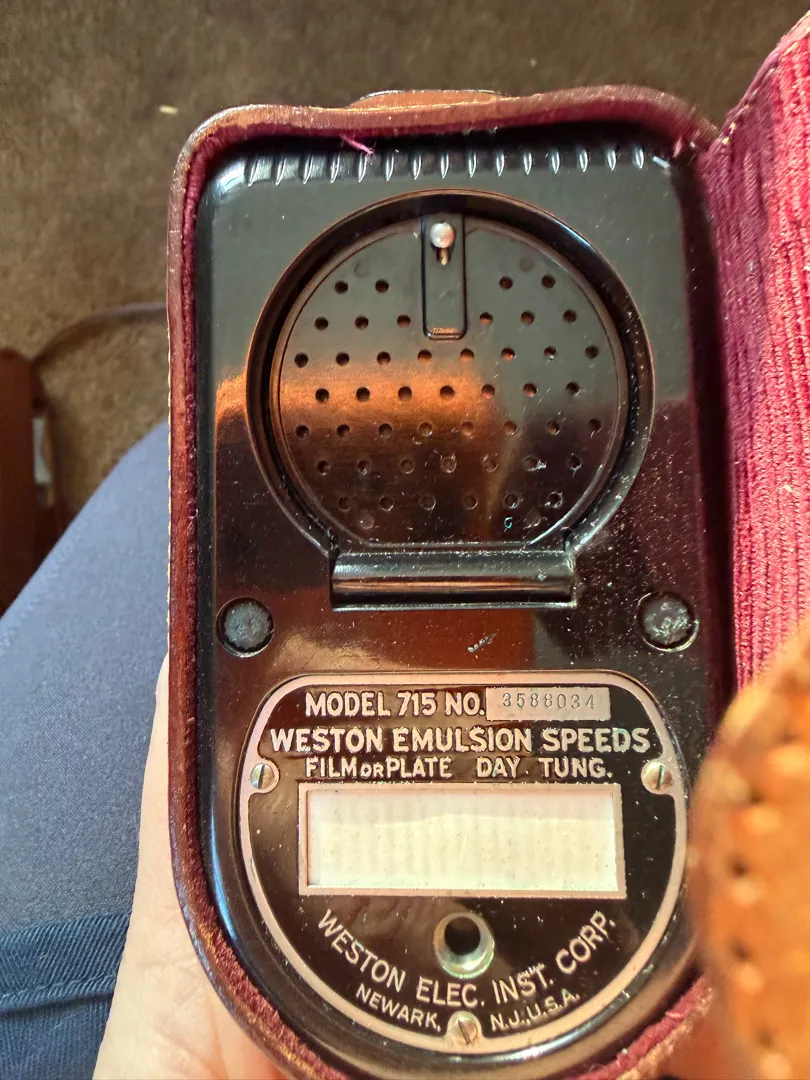 MODEL 715 NO. 3588034
WESTON EMULSION SPEEDS
FILM OR PLATE DAY TUNG.
WESTON ELEC. INST. CORP.
NEWARK, N.J., U.S.A.